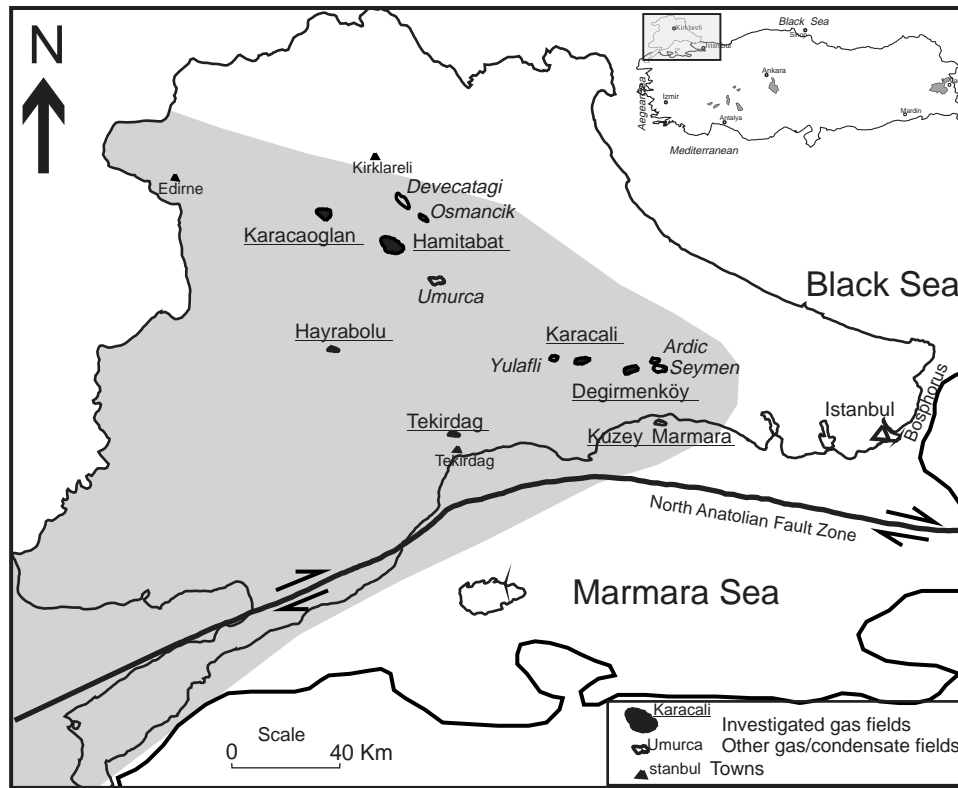 N
Black Sea
Sinop
Kirklareli
Istanbul
Ankara
Izmir
Aegean Sea
Antalya
Mardin
Mediterranean
Kirklareli
Edirne
Devecatagi
Osmancik
Karacaoglan
Hamitabat
Umurca
Black Sea
Hayrabolu
Karacali
Ardic
Yulafli
Seymen
Degirmenköy
Istanbul
Bosphorus
Tekirdag
Kuzey Marmara
Tekirdag
North Anatolian Fault Zone
Marmara Sea
Scale
0 40 Km
Karacali
Investigated gas fields
Umurca Other gas/condensate fields
stanbul Towns